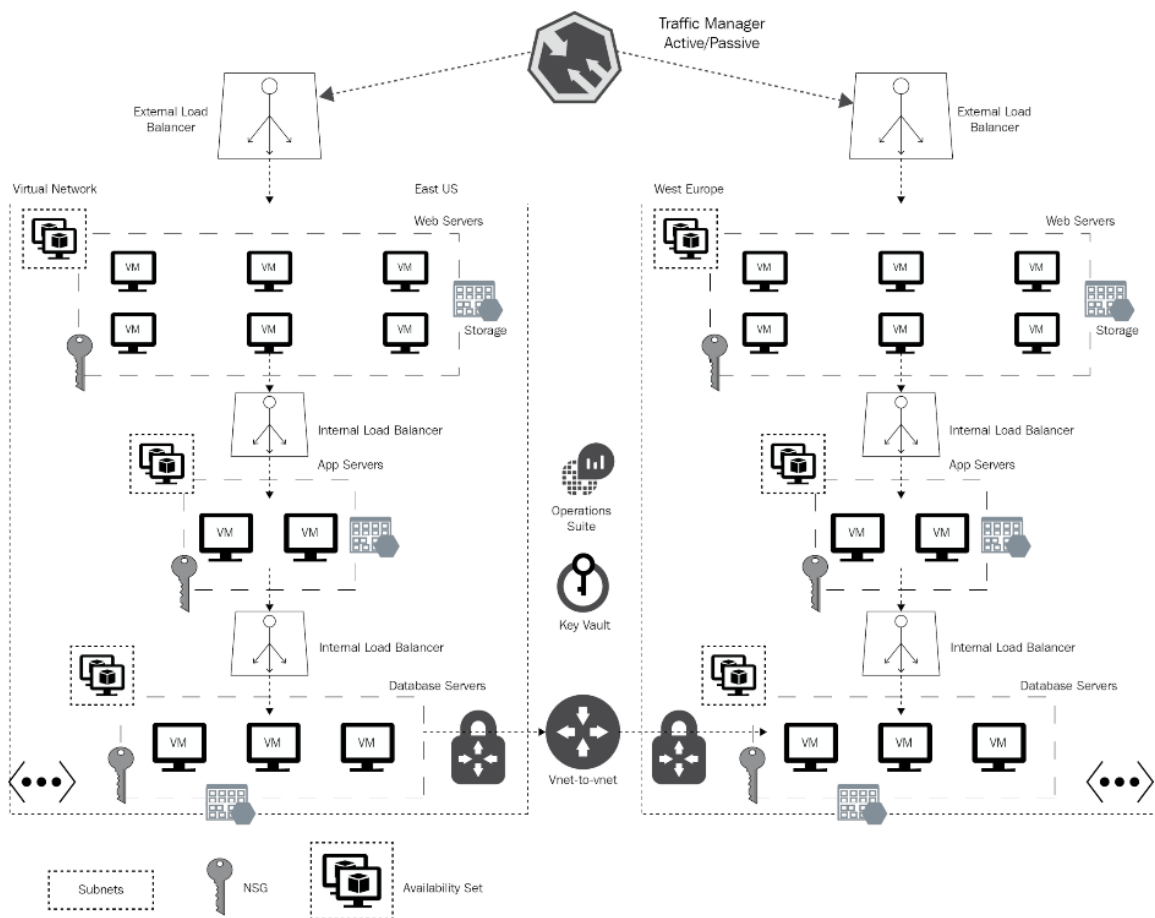 Traffic Manager
Active/Passive
External Load
Balancer
External Load
Balancer
Virtual Network
East US
West Europe
Web Servers
Web Servers
VM
VM
VM
VM
VM
VM
VM
VM
VM
VM
VM
VM
Storage
Storage
Internal Load Balancer
Internal Load Balancer
App Servers
App Servers
VM
VM
VM
VM
Operations
Suite
Key Vault
Internal Load Balancer
Internal Load Balancer
Database Servers
Database Servers
VM
VM
VM
VM
VM
VM
Vnet-to-vnet
Subnets
NSG
Availability Set